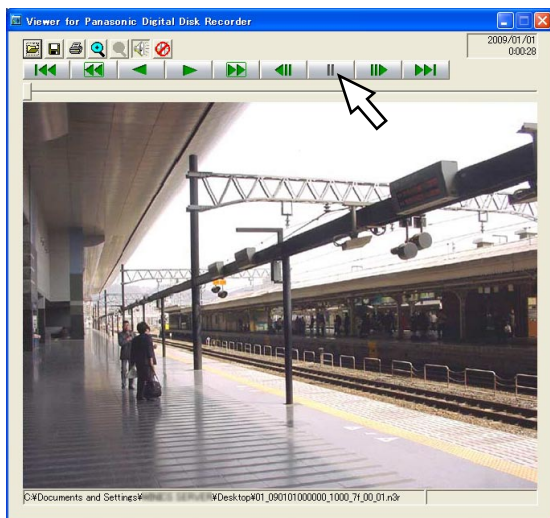 Viewer for Panasonic Digital Disk Recorder
2009/01/01
0:00:28
C:¥Documents and Settings¥ ¥Desktop¥01_090101000000_1000_7f_00_01.n3r